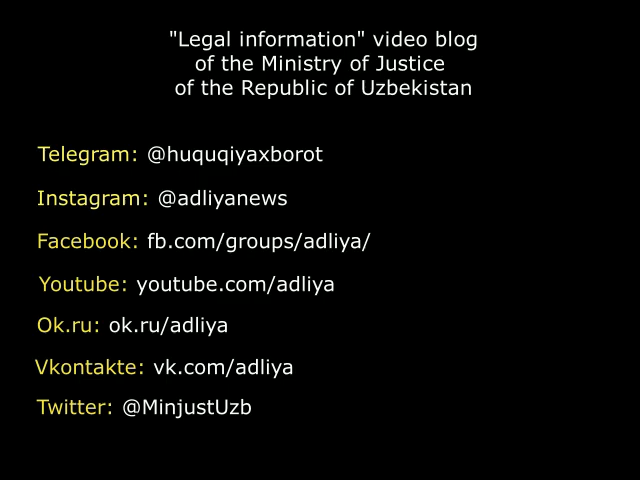 "Legal information" video blog
of the Ministry of Justice
of the Republic of Uzbekistan
Telegram: @huquqiyaxborot
Instagram: @adliyanews
Facebook: fb.com/groups/adliya/
Youtube: youtube.com/adliya
Ok.ru: ok.ru/adliya
Vkontakte: vk.com/adliya
Twitter: @MinjustUzb